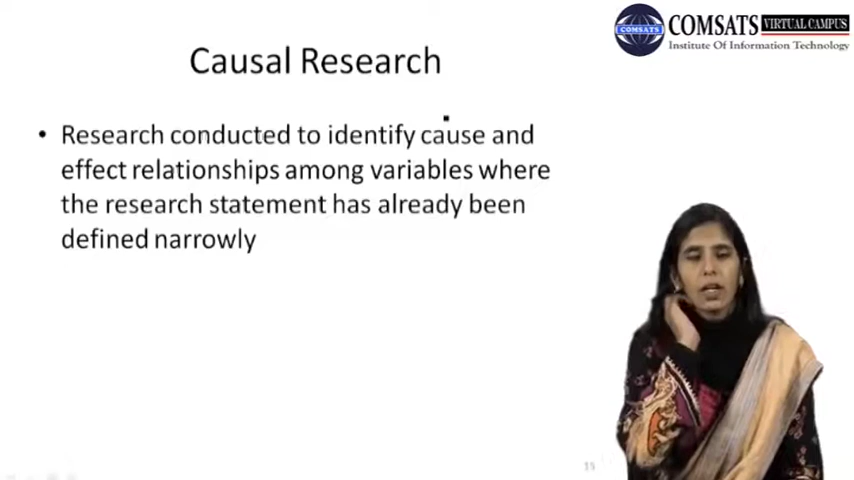 COMSATS VIRTUAL CAMPUS
COMSATS
Institute Of Information Technology
Causal Research
• Research conducted to identify cause and
effect relationships among variables where
the research statement has already been
defined narrowly